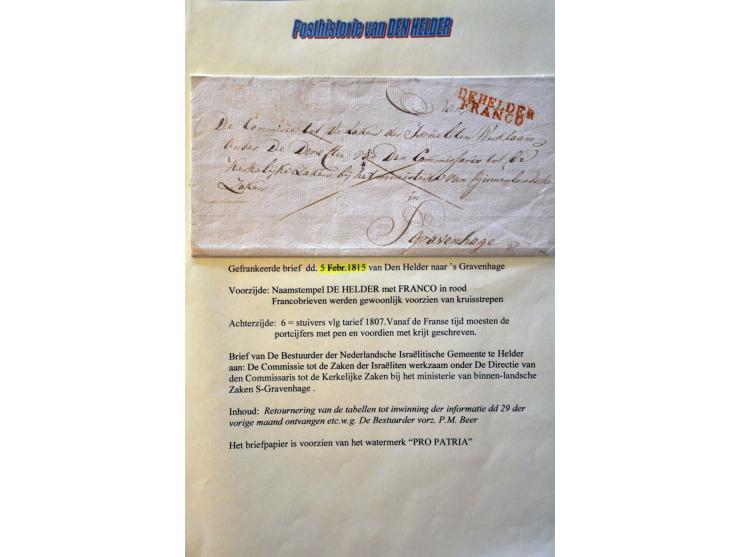 Posthistorie van DEN HELDER
DE HELDER
FRANCO
Aan
De Commissie tot De Zaken der Israëliten Werkzaam
onder De Directie van Den Commissaris tot De
Kerkelijke Zaken bij het ministerie van Binnenlandsche
Zaken
in
S'Gravenhage
Gefrankeerde brief dd. 5 Febr.1815 van Den Helder naar 's Gravenhage
Voorzijde: Naamstempel DE HELDER met FRANCO in rood
Francobrieven werden gewoonlijk voorzien van kruisstrepen
Achterzijde: 6 = stuivers vlg tarief 1807.Vanaf de Franse tijd moesten de
portcijfers met pen en voordien met krijt geschreven.
Brief van De Bestuurder der Nederlandsche Israëlitische Gemeente te Helder
aan: De Commissie tot de Zaken der Israëliten werkzaam onder De Directie van
den Commissaris tot de Kerkelijke Zaken bij het ministerie van binnen-landsche
Zaken S-Gravenhage .
Inhoud: Retournering van de tabellen tot inwinning der informatie dd 29 der
vorige maand ontvangen etc.w.g. De Bestuurder vorz. P.M. Beer
Het briefpapier is voorzien van het watermerk “PRO PATRIA”